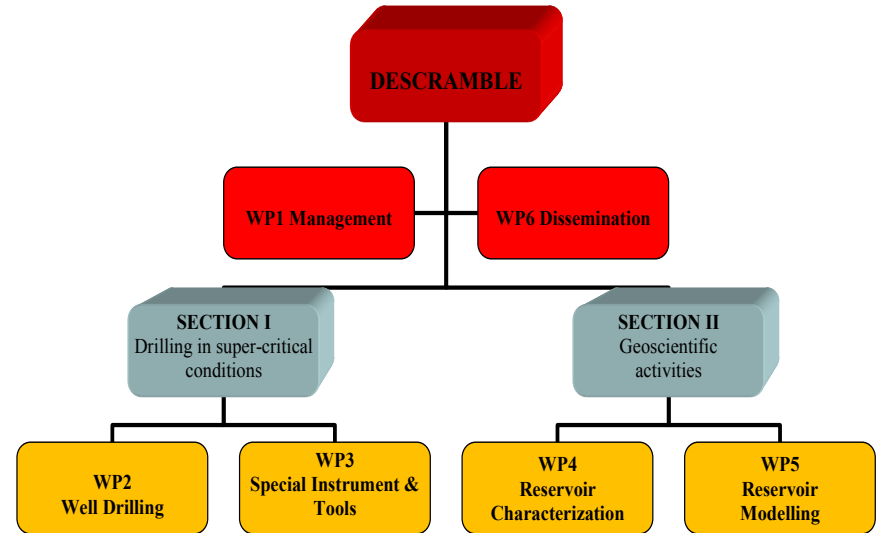 DESCRAMBLE
WP1 Management
WP6 Dissemination
SECTION I
Drilling in super-critical
conditions
SECTION II
Geoscientific
activities
WP2
Well Drilling
WP3
Special Instrument &
Tools
WP4
Reservoir
Characterization
WP5
Reservoir
Modelling